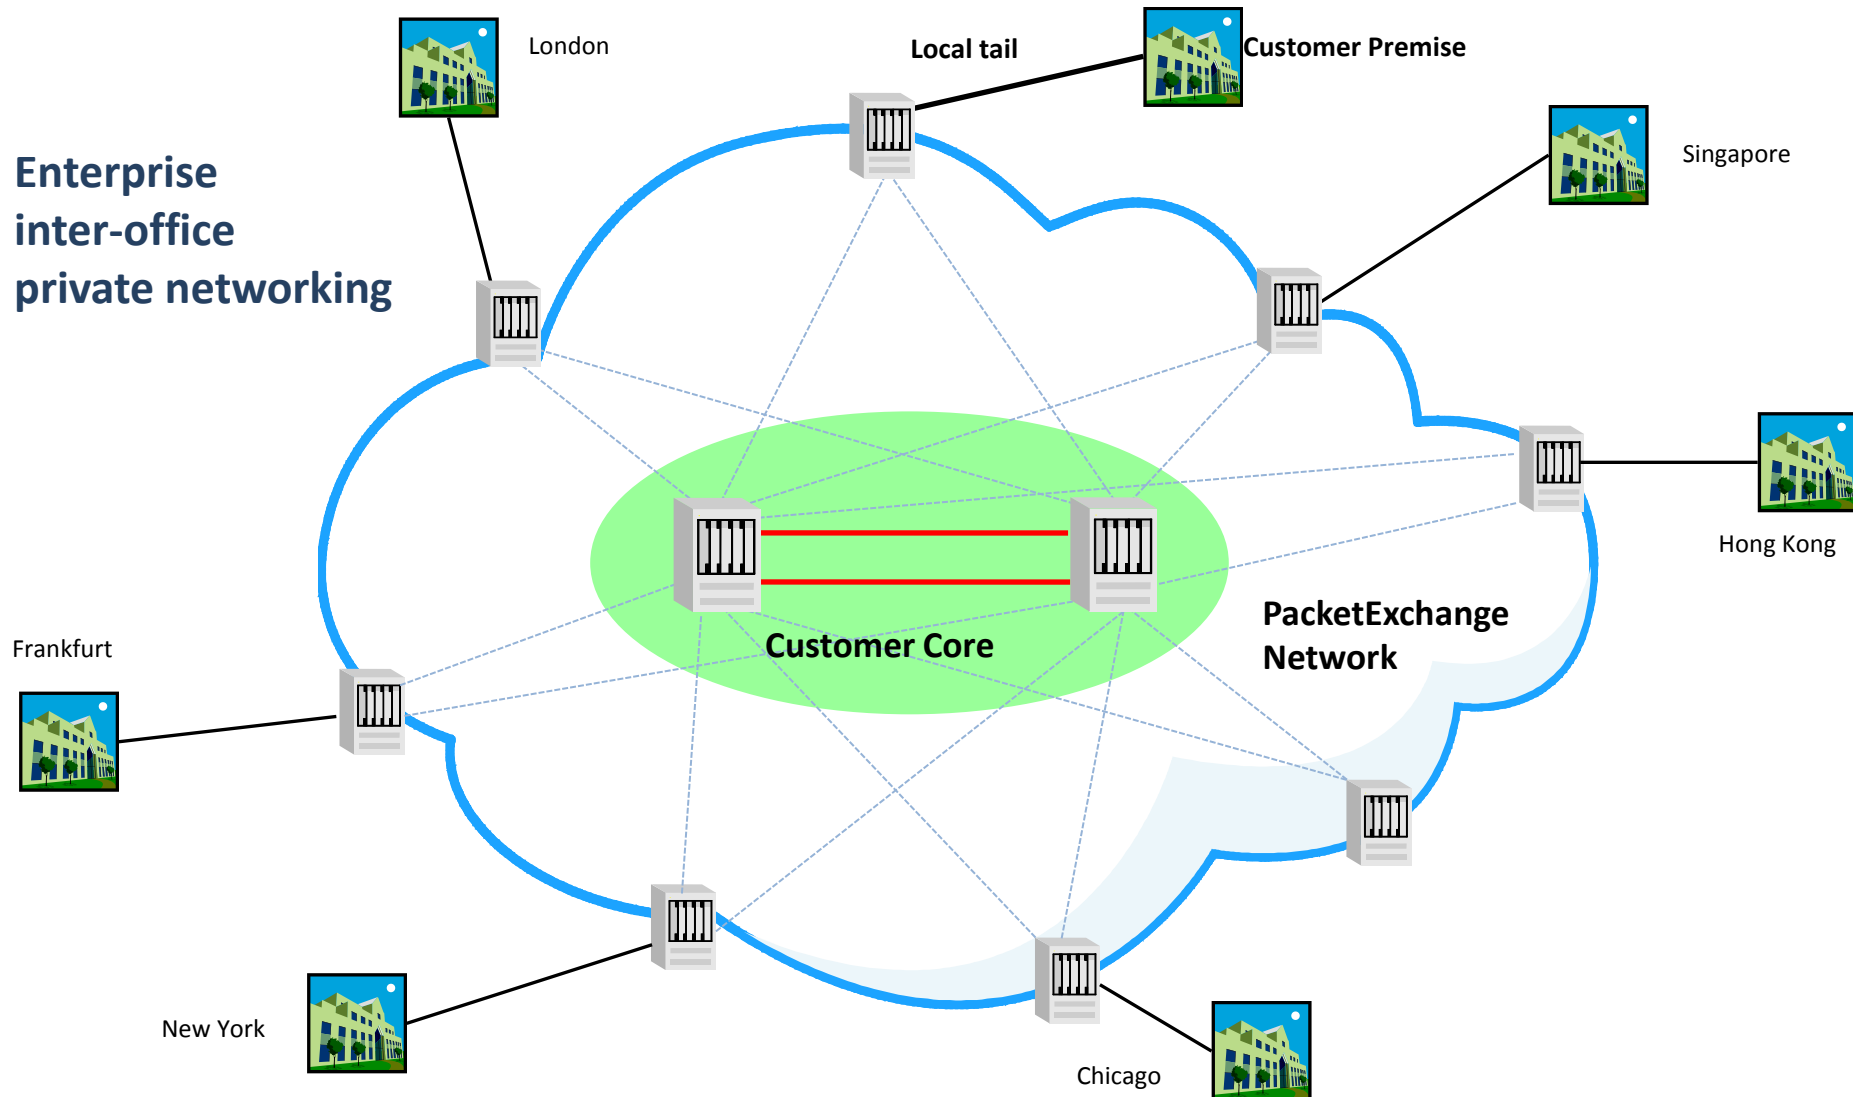 London
Local tail
Customer Premise
Singapore
Enterprise
inter-office
private networking
Hong Kong
PacketExchange
Network
Customer Core
Frankfurt
New York
Chicago